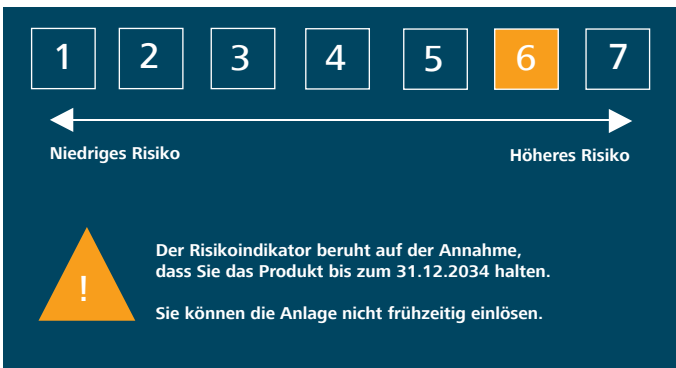 1 2 3 4 5 6 7
Niedriges Risiko Höheres Risiko
Der Risikoindikator beruht auf der Annahme,
dass Sie das Produkt bis zum 31.12.2034 halten.
!
Sie können die Anlage nicht frühzeitig einlösen.